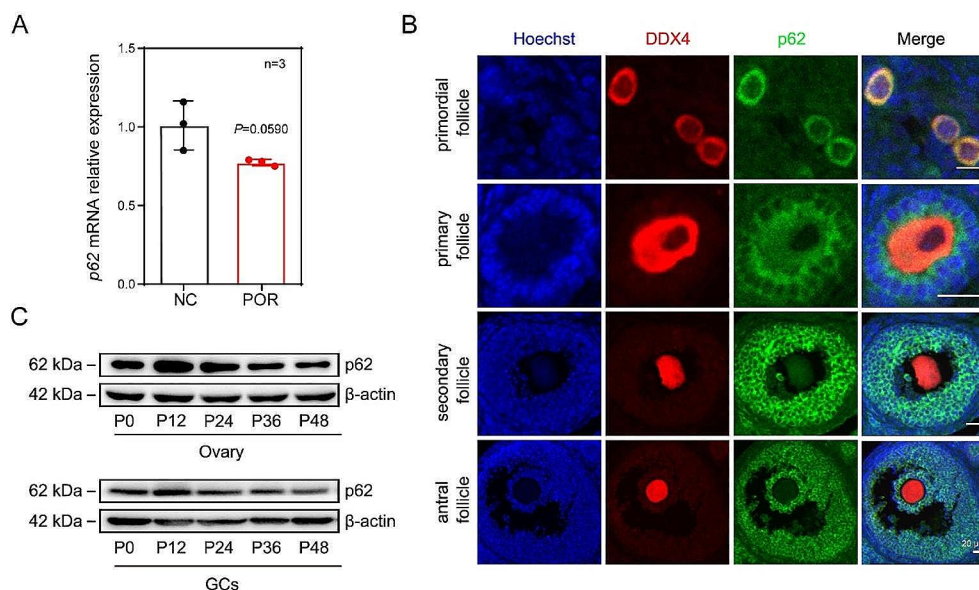 A
1.5
1.0
0.5
0.0
p62 mRNA relative expression
n=3
P=0.0590
NC
POR
B
Hoechst
DDX4
p62
Merge
primordial
follicle
primary
follicle
secondary
follicle
antral
follicle
20 μ
C
62 kDa
p62
42 kDa
β-actin
P0 P12 P24 P36 P48
Ovary
62 kDa
p62
42 kDa
β-actin
P0 P12 P24 P36 P48
GCs